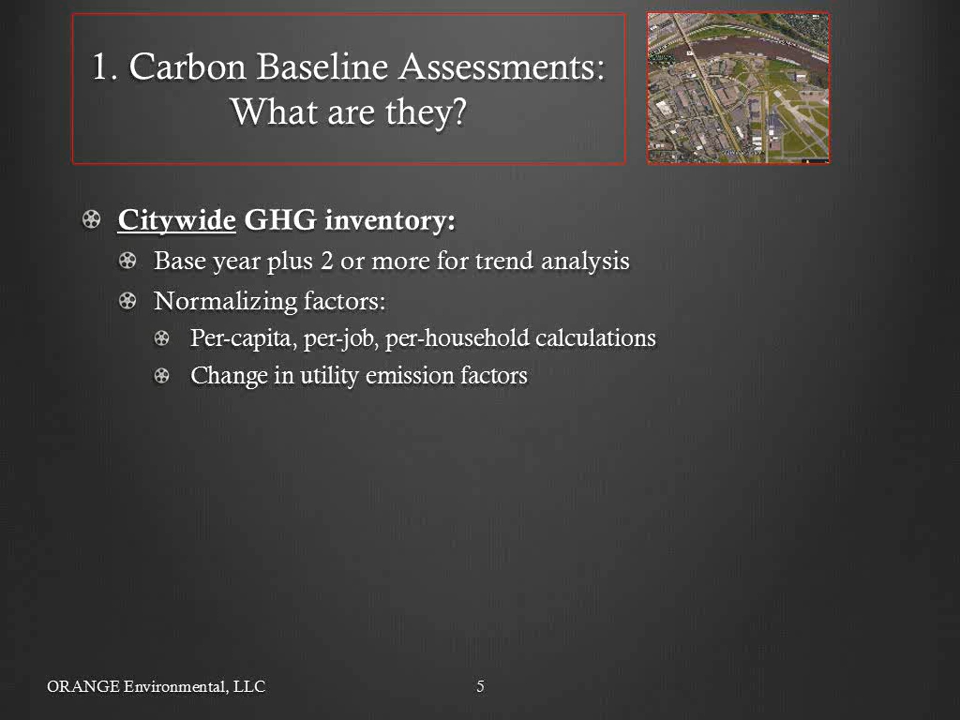 1. Carbon Baseline Assessments:
What are they?
Citywide GHG inventory:
Base year plus 2 or more for trend analysis
Normalizing factors:
Per-capita, per-job, per-household calculations
Change in utility emission factors
ORANGE Environmental, LLC
5